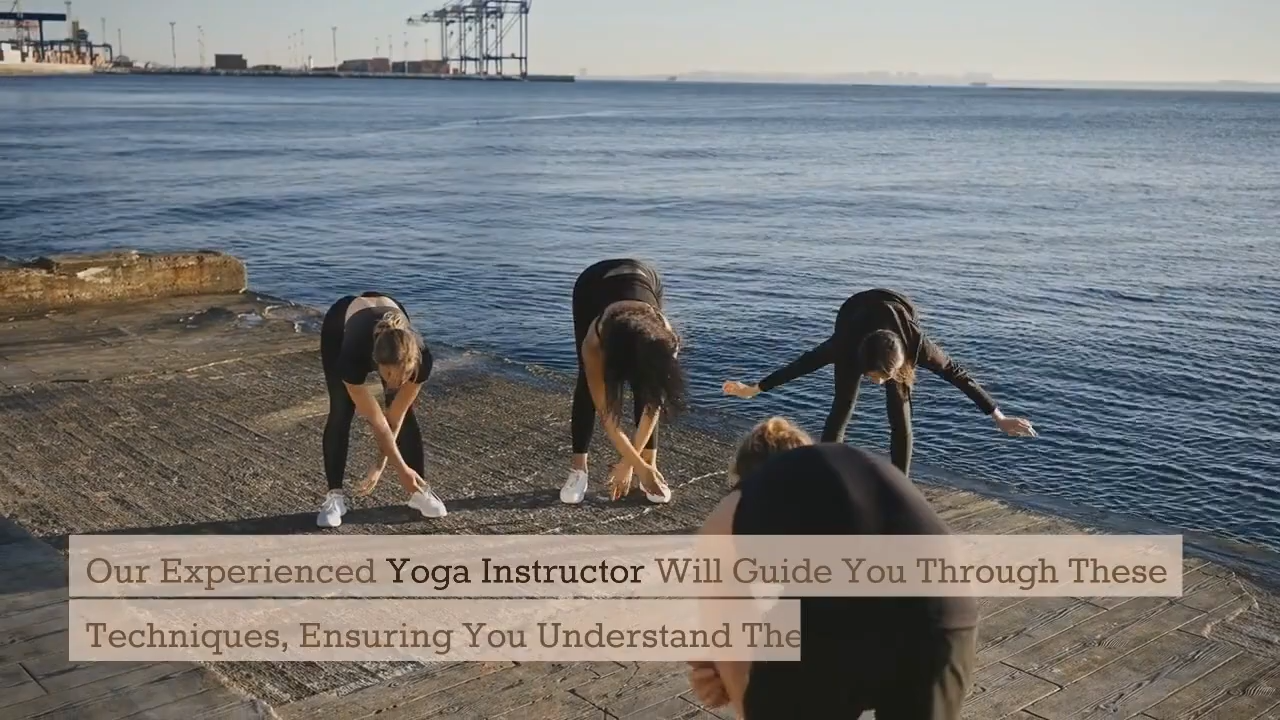 Our Experienced Yoga Instructor Will Guide You Through These
Techniques, Ensuring You Understand The